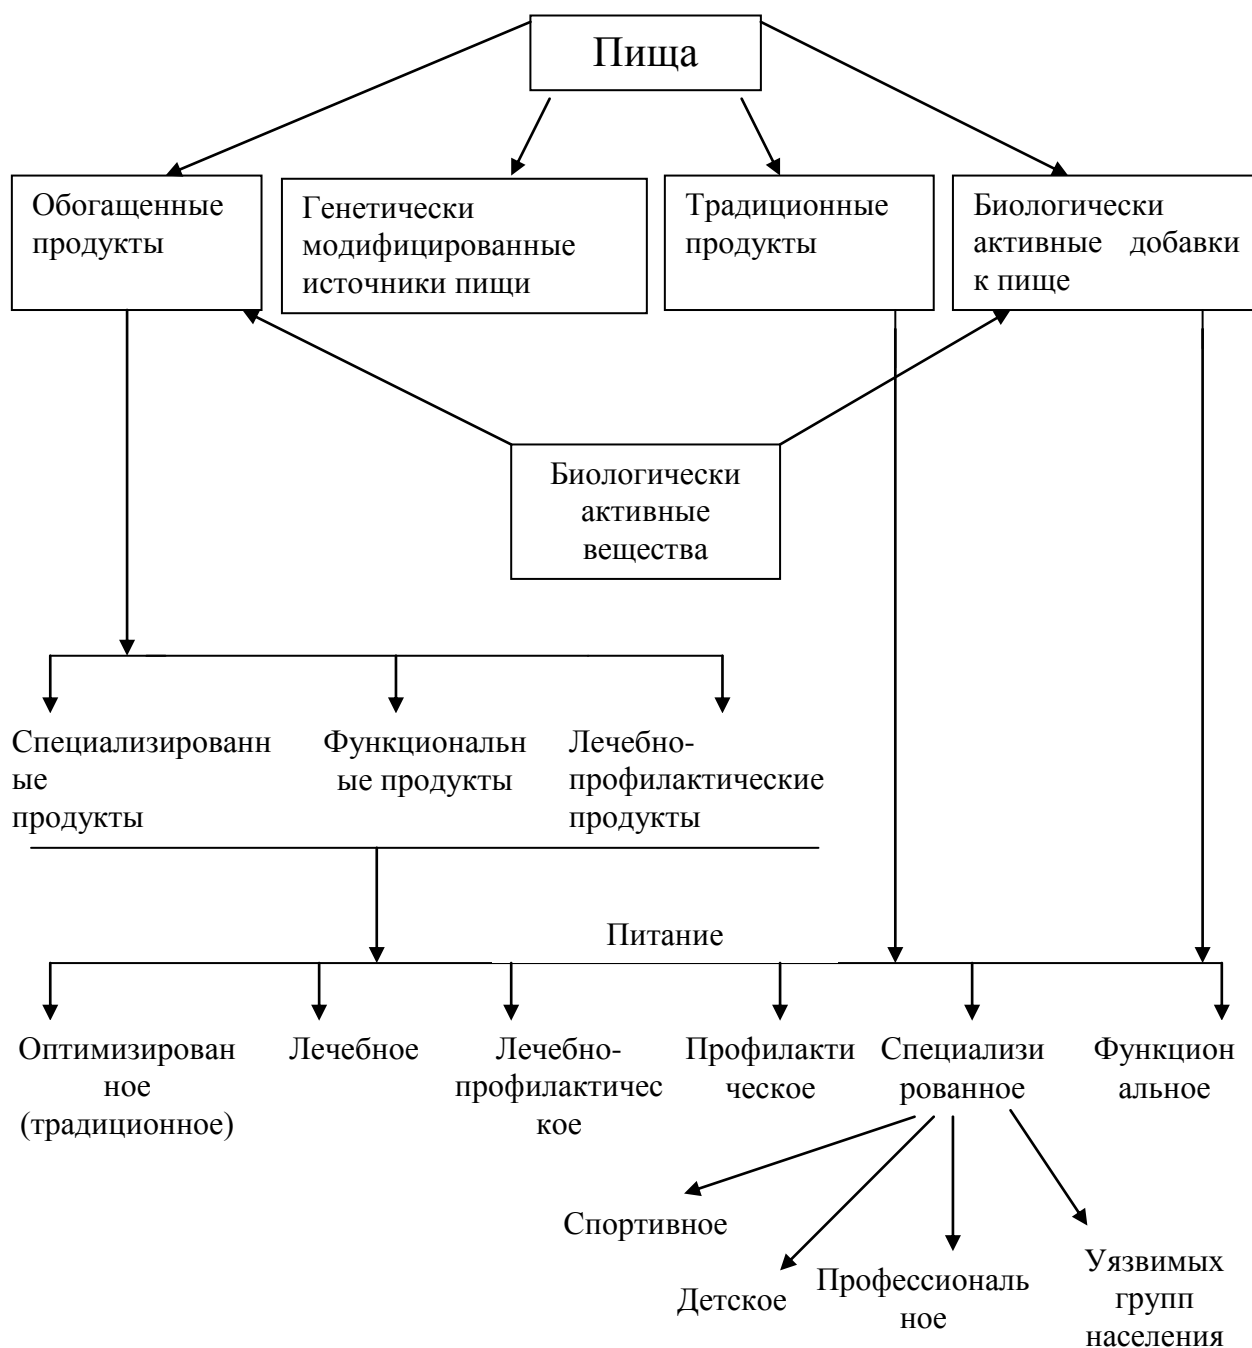 Пища
Обогащенные
продукты
Генетически
модифицированные
источники пищи
Традиционные
продукты
Биологически
активные добавки
к пище
Биологически
активные
вещества
Специализированн
ые
продукты
Функциональн
ые продукты
Лечебно-
профилактические
продукты
Питание
Оптимизирован
ное
(традиционное)
Лечебное
Лечебно-
профилактичес
кое
Профилакти
ческое
Специализи
рованное
Функцион
альное
Спортивное
Детское
Профессиональ
ное
Уязвимых
групп
населения